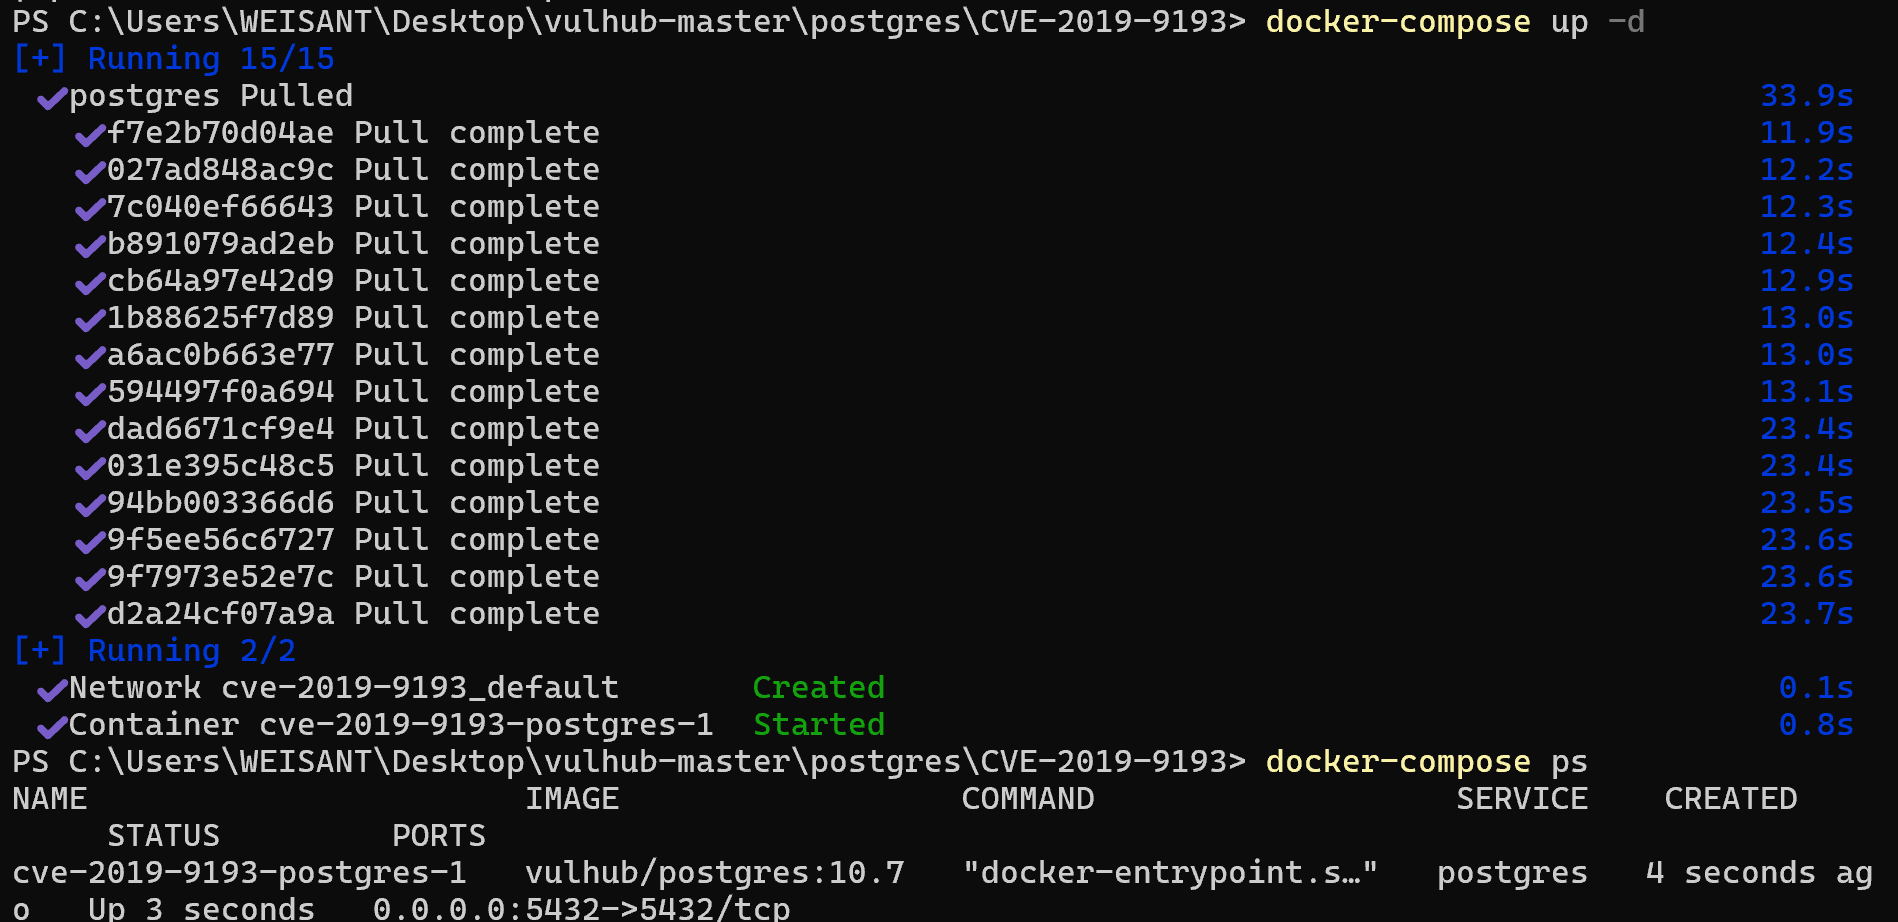 PS C:\Users\WEISANT\Desktop\vulhub-master\postgres\CVE-2019-9193> docker-compose up -d
[+] Running 15/15
✔postgres Pulled 33.9s
✔f7e2b70d04ae Pull complete 11.9s
✔027ad848ac9c Pull complete 12.2s
✔7c040ef66643 Pull complete 12.3s
✔b891079ad2eb Pull complete 12.4s
✔cb64a97e42d9 Pull complete 12.9s
✔1b88625f7d89 Pull complete 13.0s
✔a6ac0b663e77 Pull complete 13.0s
✔594497f0a694 Pull complete 13.1s
✔dad6671cf9e4 Pull complete 23.4s
✔031e395c48c5 Pull complete 23.4s
✔94bb003366d6 Pull complete 23.5s
✔9f5ee56c6727 Pull complete 23.6s
✔9f7973e52e7c Pull complete 23.6s
✔d2a24cf07a9a Pull complete 23.7s
[+] Running 2/2
✔Network cve-2019-9193_default Created 0.1s
✔Container cve-2019-9193-postgres-1 Started 0.8s
PS C:\Users\WEISANT\Desktop\vulhub-master\postgres\CVE-2019-9193> docker-compose ps
NAME IMAGE COMMAND SERVICE CREATED
STATUS PORTS
cve-2019-9193-postgres-1 vulhub/postgres:10.7 "docker-entrypoint.s…" postgres 4 seconds ag
o Up 3 seconds 0.0.0.0:5432->5432/tcp